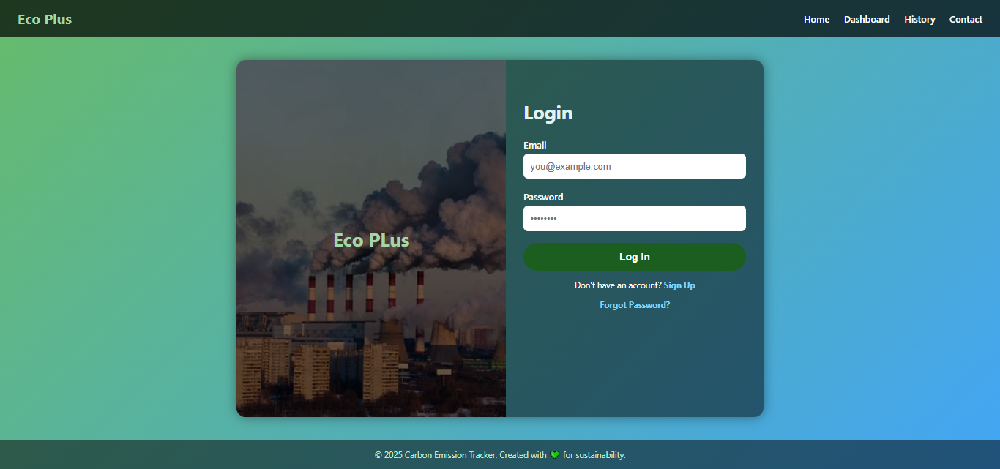 Eco Plus
Home Dashboard History Contact
Eco PLus
Login
Email
you@example.com
Password
••••••••
Log In
Don't have an account? Sign Up
Forgot Password?
© 2025 Carbon Emission Tracker. Created with 💚 for sustainability.